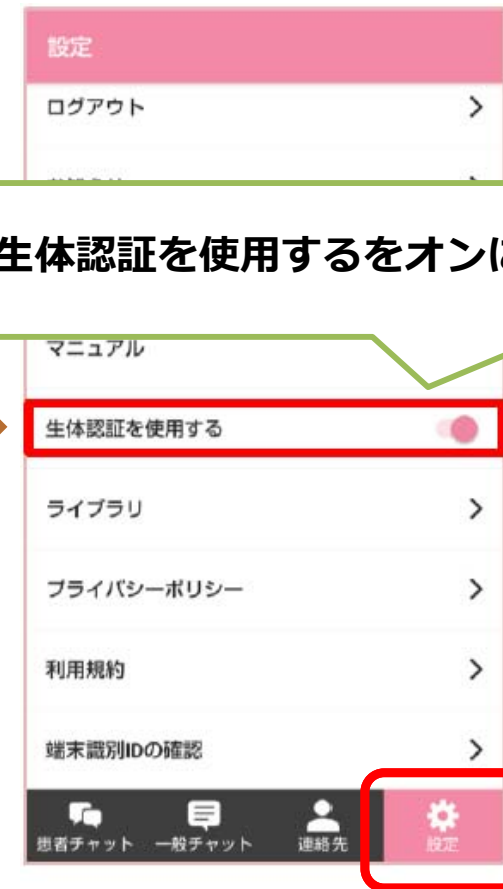 設定
ログアウト
生体認証を使用するをオンに
マニュアル
生体認証を使用する
ライブラリ
プライバシーポリシー
利用規約
端末識別IDの確認
患者チャット 一般チャット 連絡先 設定